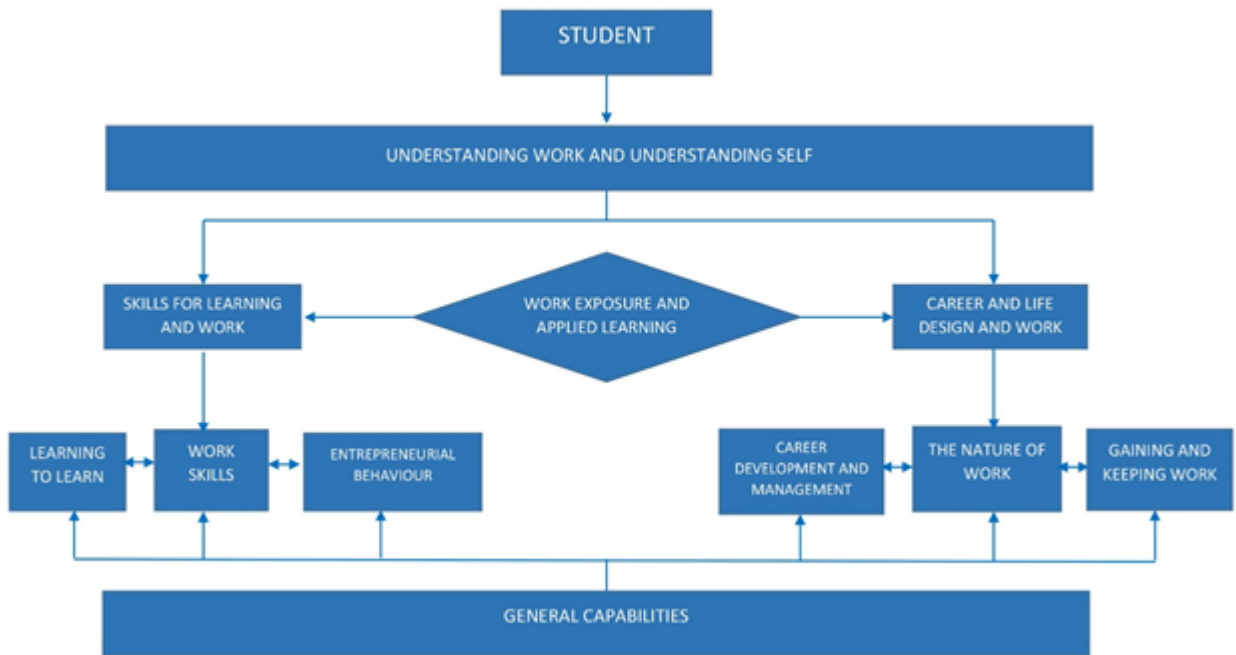 STUDENT
UNDERSTANDING WORK AND UNDERSTANDING SELF
SKILLS FOR LEARNING
AND WORK
WORK EXPOSURE AND
APPLIED LEARNING
CAREER AND LIFE
DESIGN AND WORK
LEARNING
TO LEARN
WORK
SKILLS
ENTREPRENEURIAL
BEHAVIOUR
CAREER
DEVELOPMENT AND
MANAGEMENT
THE NATURE OF
WORK
GAINING AND
KEEPING WORK
GENERAL CAPABILITIES